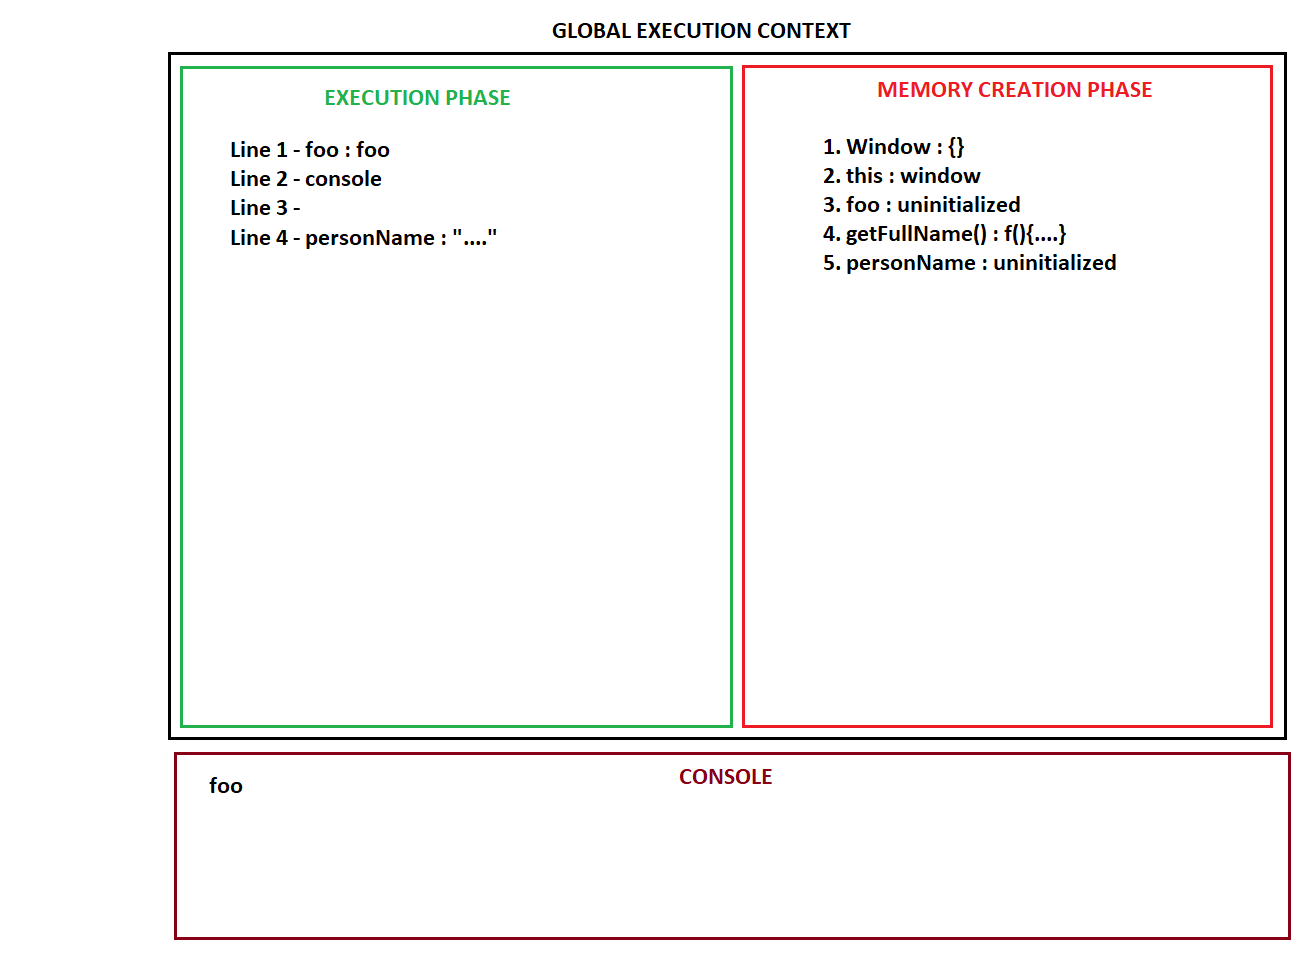 GLOBAL EXECUTION CONTEXT
EXECUTION PHASE
Line 1 - foo : foo
Line 2 - console
Line 3 -
Line 4 - personName : "...."
MEMORY CREATION PHASE
1. Window : {}
2. this : window
3. foo : uninitialized
4. getFullName() : f(){....}
5. personName : uninitialized
CONSOLE
foo